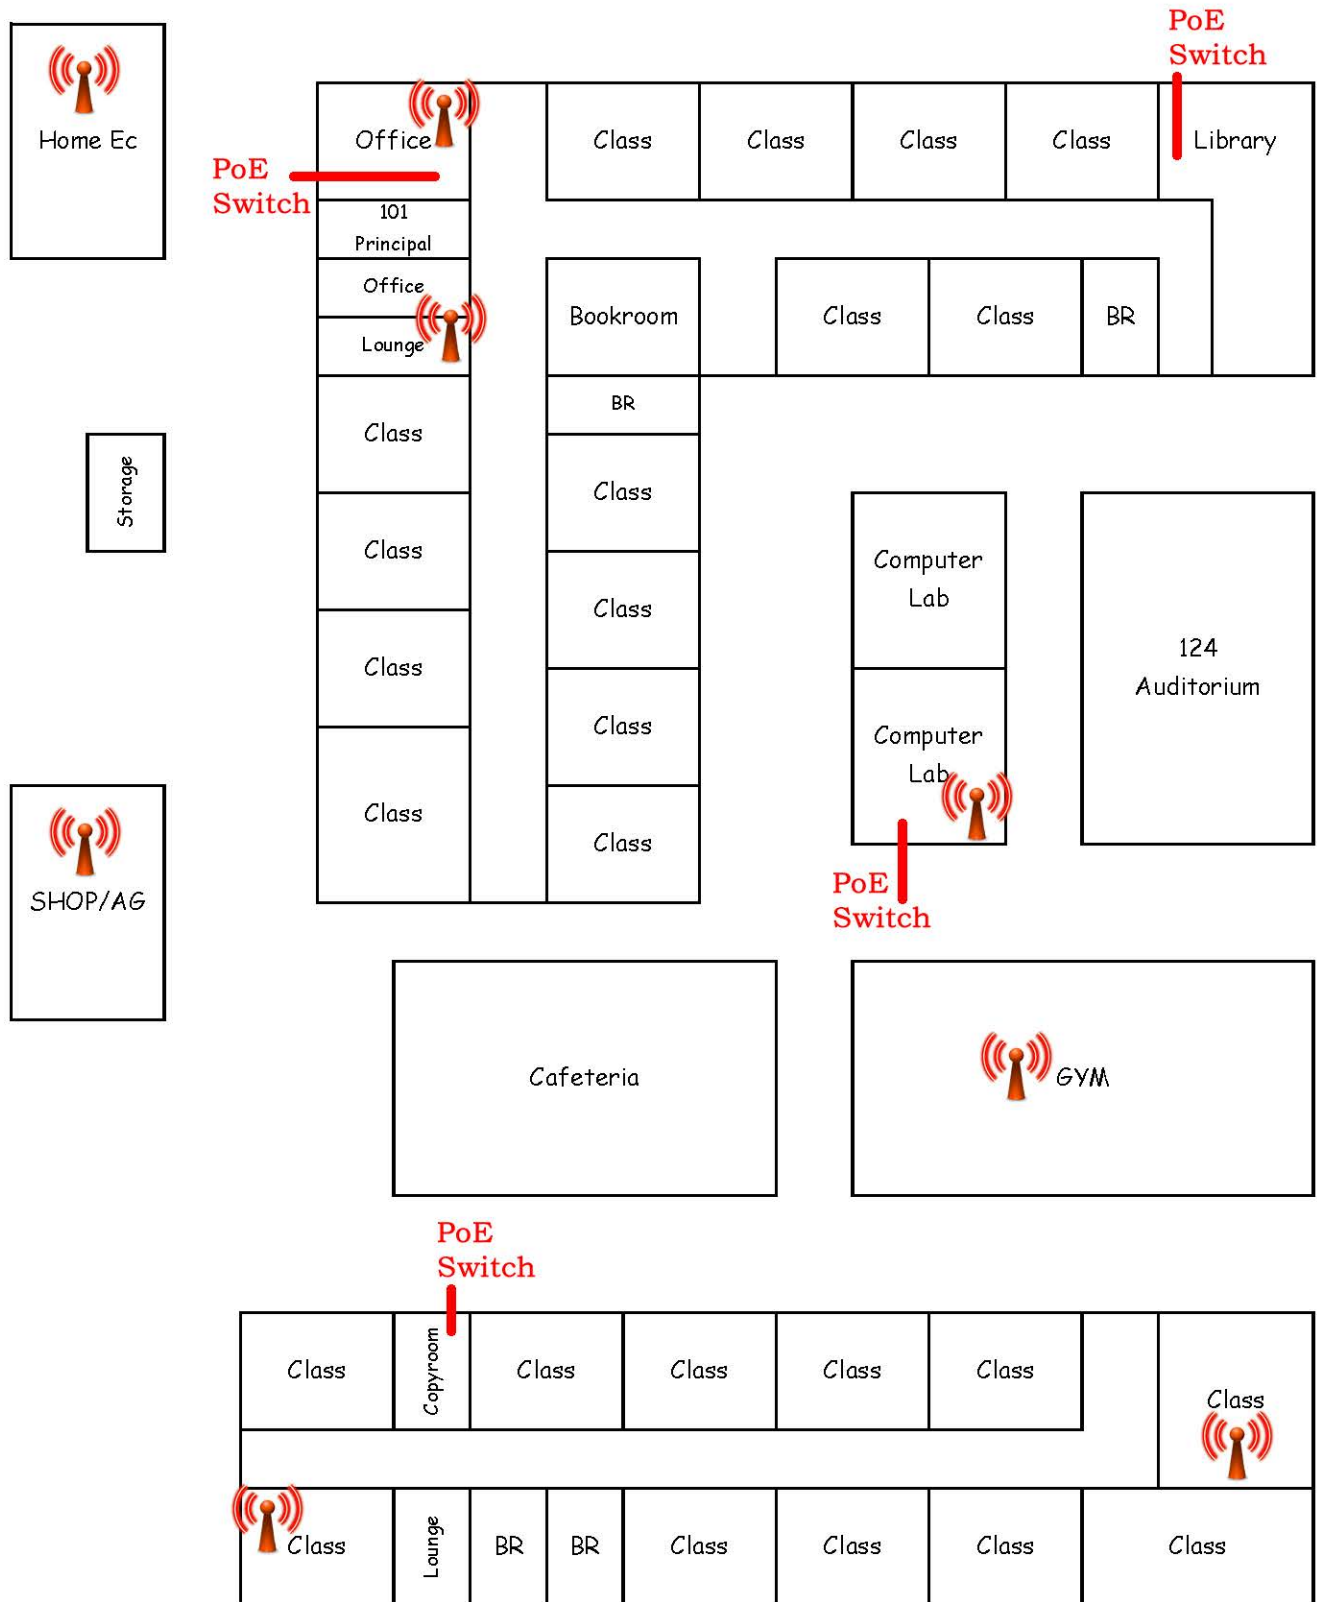 PoE
Switch
Home Ec
Office
Class
Class
Class
Class
Library
PoE
Switch
101
Principal
Office
Lounge
Bookroom
Class
Class
BR
BR
Class
Class
Storage
Class
Computer
Lab
Class
Class
124
Auditorium
Class
Class
Computer
Lab
Class
Class
SHOP/AG
PoE
Switch
Cafeteria
GYM
PoE
Switch
Class
Copyroom
Class
Class
Class
Class
Class
Class
Lounge
BR
BR
Class
Class
Class
Class